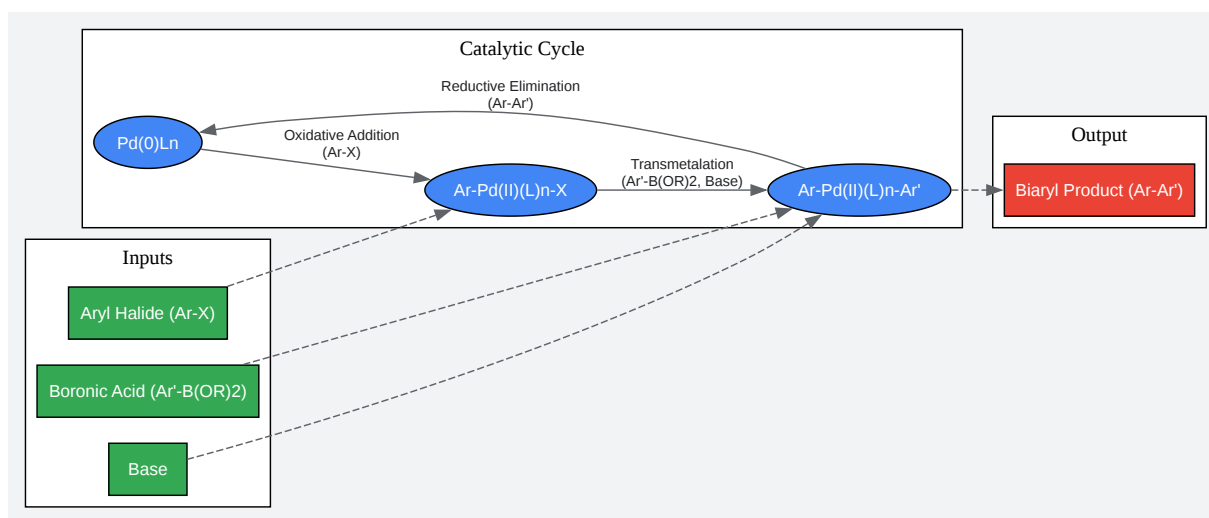 Catalytic Cycle
Reductive Elimination
(Ar-Ar')
Oxidative Addition
(Ar-X)
Pd(0)Ln
Transmetalation
(Ar'-B(OR)2, Base)
Ar-Pd(II)(L)n-X
Ar-Pd(II)(L)n-Ar'
Output
Biaryl Product (Ar-Ar')
Inputs
Aryl Halide (Ar-X)
Boronic Acid (Ar'-B(OR)2)
Base